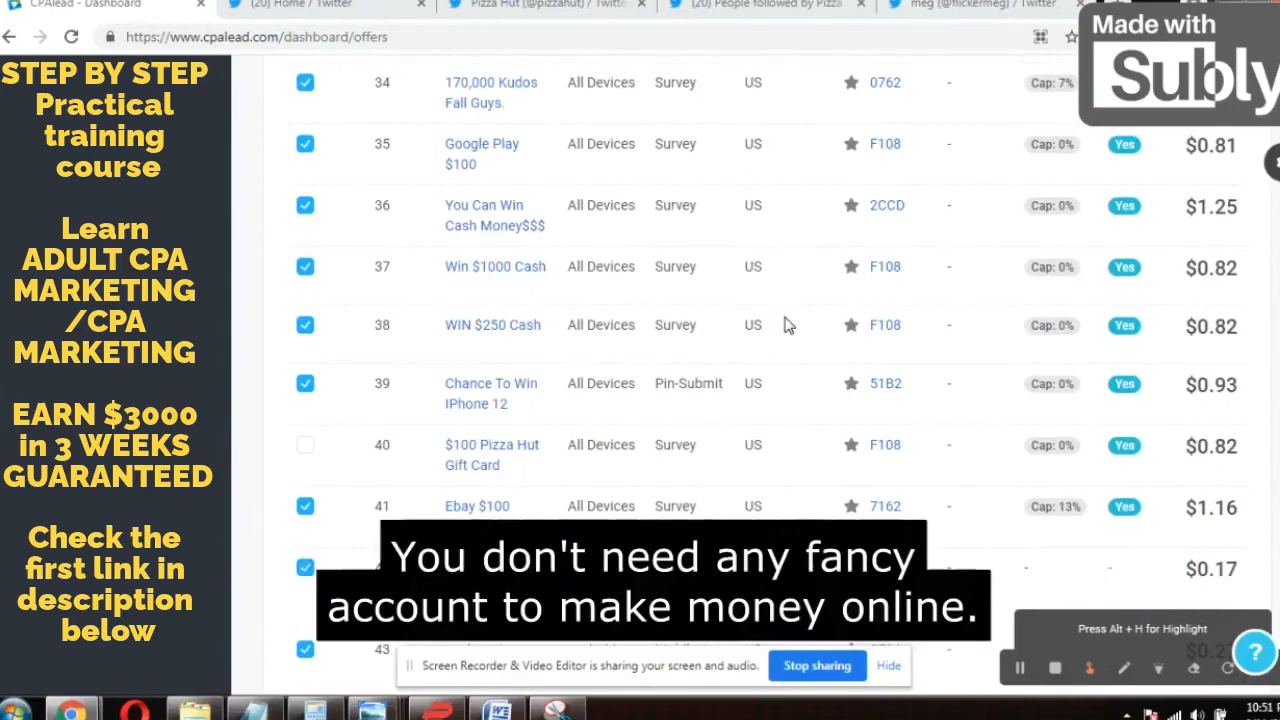 CPAlead - Dashboard
(20) Home / Twitter
Pizza Hut (@pizzahut) / Twitte
(20) People followed by Pizza
meg (@flickermeg) / Twitter
https://www.cpalead.com/dashboard/offers
Made with
Subly
STEP BY STEP
Practical
training
course
Learn
ADULT CPA
MARKETING
/CPA
MARKETING
EARN $3000
in 3 WEEKS
GUARANTEED
Check the
first link in
description
below
34 170,000 Kudos All Devices Survey US 0762 - Cap: 7%
Fall Guys.
35 Google Play All Devices Survey US F108 - Cap: 0% Yes $0.81
$100
36 You Can Win All Devices Survey US 2CCD - Cap: 0% Yes $1.25
Cash Money$$$
37 Win $1000 Cash All Devices Survey US F108 - Cap: 0% Yes $0.82
38 WIN $250 Cash All Devices Survey US F108 - Cap: 0% Yes $0.82
39 Chance To Win All Devices Pin-Submit US 51B2 - Cap: 0% Yes $0.93
IPhone 12
40 $100 Pizza Hut All Devices Survey US F108 - Cap: 0% Yes $0.82
Gift Card
41 Ebay $100 All Devices Survey US 7162 - Cap: 13% Yes $1.16
- - $0.17
43
You don't need any fancy
account to make money online.
Press Alt + H for Highlight
Screen Recorder & Video Editor is sharing your screen and audio. Stop sharing Hide
?
10:51